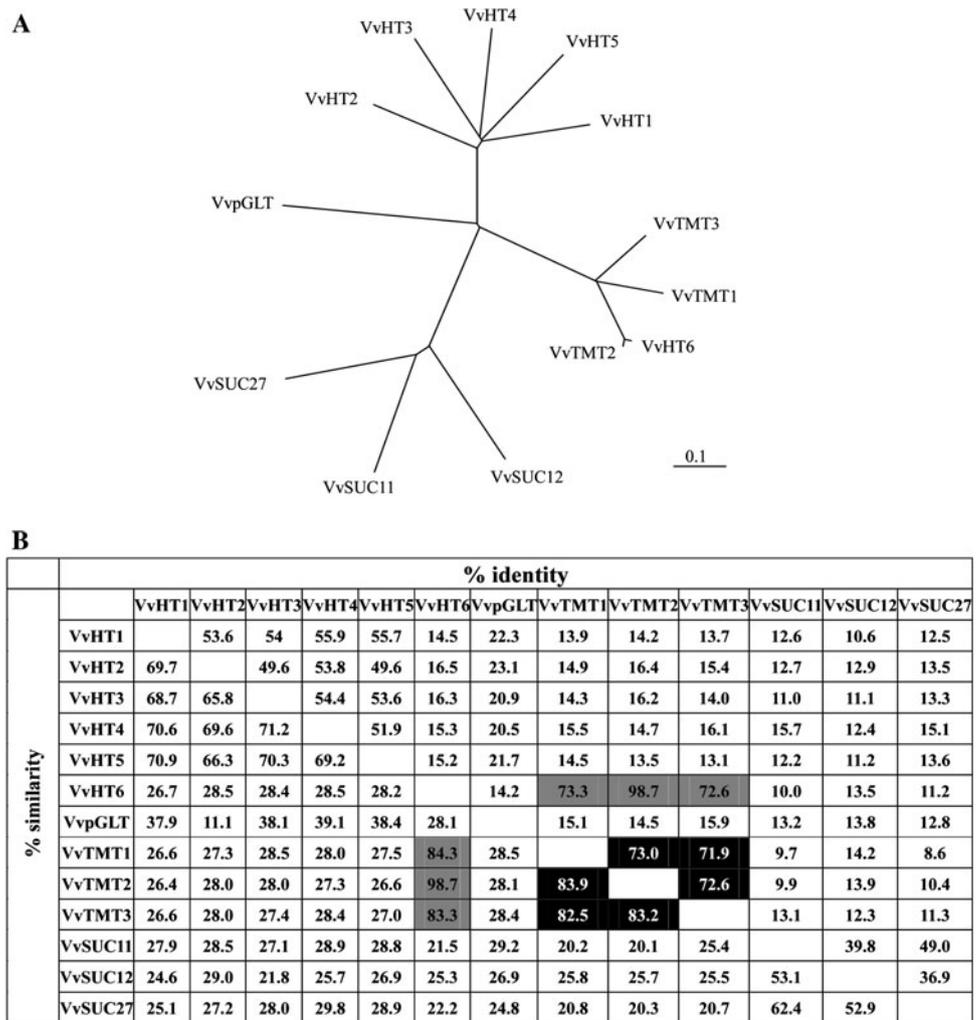 A
VvHT4
VvHT3
VvHT5
VvHT2
VvHT1
VvpGLT
VvTMT3
VvTMT1
VvTMT2 VvHT6
VvSUC27
VvSUC12
VvSUC11
0.1
B
% identity
VvHT1 VvHT2 VvHT3 VvHT4 VvHT5 VvHT6 VvpGLT VvTMT1 VvTMT2 VvTMT3 VvSUC11 VvSUC12 VvSUC27
% similarity
VvHT1 53.6 54 55.9 55.7 14.5 22.3 13.9 14.2 13.7 12.6 10.6 12.5
VvHT2 69.7 49.6 53.8 49.6 16.5 23.1 14.9 16.4 15.4 12.7 12.9 13.5
VvHT3 68.7 65.8 54.4 53.6 16.3 20.9 14.3 16.2 14.0 11.0 11.1 13.3
VvHT4 70.6 69.6 71.2 51.9 15.3 20.5 15.5 14.7 16.1 15.7 12.4 15.1
VvHT5 70.9 66.3 70.3 69.2 15.2 21.7 14.5 13.5 13.1 12.2 11.2 13.6
VvHT6 26.7 28.5 28.4 28.5 28.2 14.2 73.3 98.7 72.6 10.0 13.5 11.2
VvpGLT 37.9 11.1 38.1 39.1 38.4 28.1 15.1 14.5 15.9 13.2 13.8 12.8
VvTMT1 26.6 27.3 28.5 28.0 27.5 84.3 28.5 73.0 71.9 9.7 14.2 8.6
VvTMT2 26.4 28.0 28.0 27.3 26.6 98.7 28.1 83.9 72.6 9.9 13.9 10.4
VvTMT3 26.6 28.0 27.4 28.4 27.0 83.3 28.4 82.5 83.2 13.1 12.3 11.3
VvSUC11 27.9 28.5 27.1 28.9 28.8 21.5 29.2 20.2 20.1 25.4 39.8 49.0
VvSUC12 24.6 29.0 21.8 25.7 26.9 25.3 26.9 25.8 25.7 25.5 53.1 36.9
VvSUC27 25.1 27.2 28.0 29.8 28.9 22.2 24.8 20.8 20.3 20.7 62.4 52.9